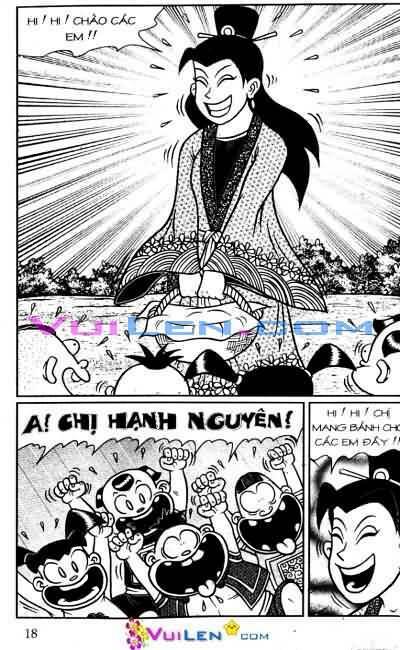 HI! HI! CHÀO CÁC
EM!!
VuiLen.com
A! CHỊ HẠNH NGUYÊN!
HI! HI! CHỊ
MANG BÁNH CHO
CÁC EM ĐÂY!!
18
VuiLen.com